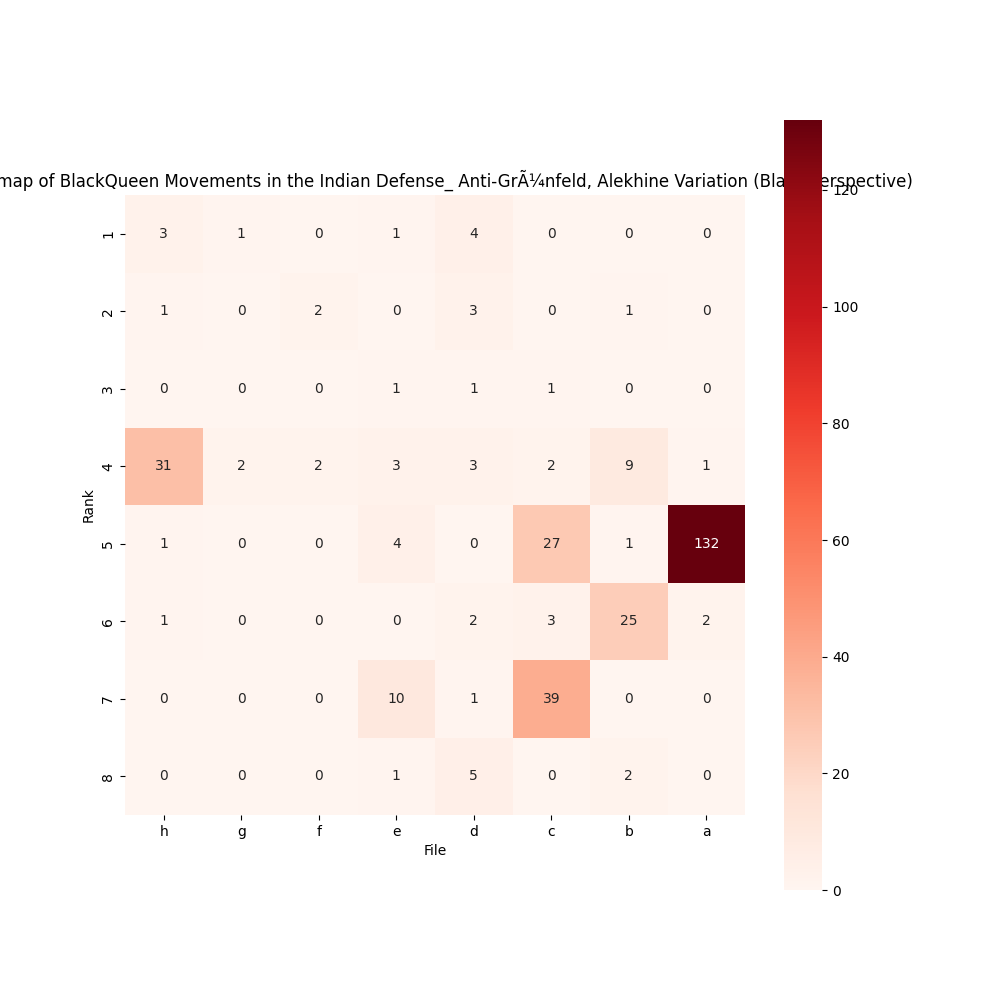 map of BlackQueen Movements in the Indian Defense_ Anti-GrÃ¼nfeld, Alekhine Variation (Bla erspective)
120
1 3 1 0 1 4 0 0 0
2 1 0 2 0 3 0 1 0
100
3 0 0 0 1 1 1 0 0
80
4 31 2 2 3 3 2 9 1
Rank
5 1 0 0 4 0 27 1 132
60
6 1 0 0 0 2 3 25 2
40
7 0 0 0 10 1 39 0 0
20
8 0 0 0 1 5 0 2 0
h g f e d c b a
File
0